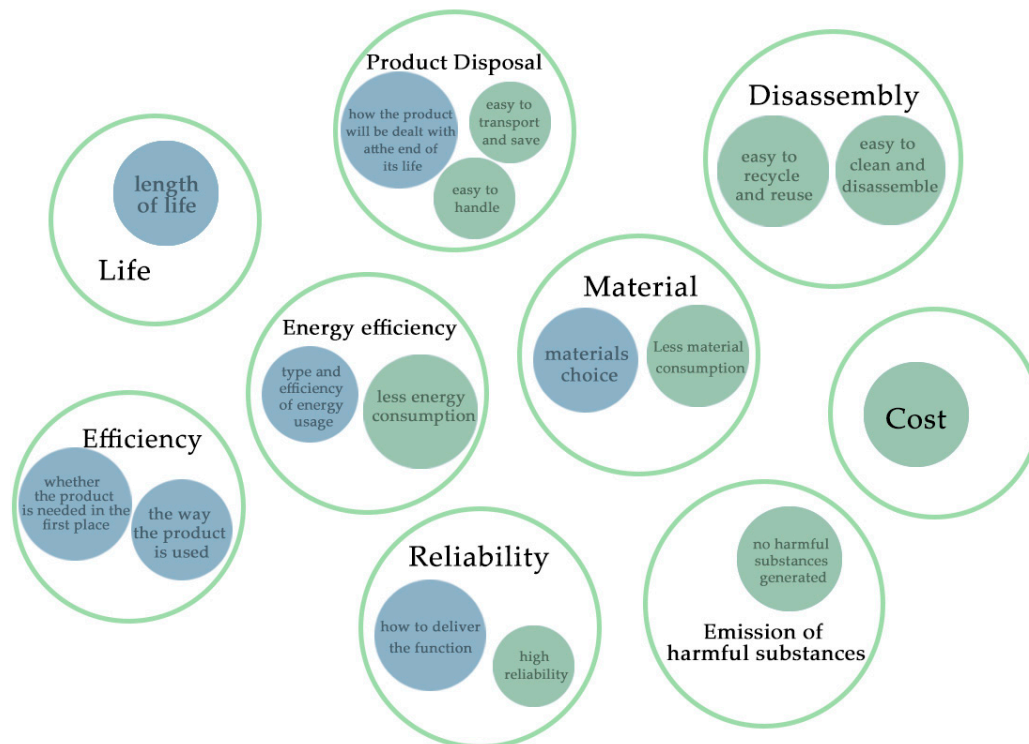 Product Disposal
how the product
will be dealt with
atthe end of
its life
easy to
transport
and save
easy to
handle
Disassembly
easy to
recycle
and reuse
easy to
clean and
disassemble
length
of life
Life
Energy efficiency
type and
efficiency
of energy
usage
less energy
consumption
Material
materials
choice
Less material
consumption
Cost
Efficiency
whether
the product
is needed in the
first place
the way
the product
is used
Reliability
how to deliver
the function
high
reliability
no harmful
substances
generated
Emission of
harmful substances